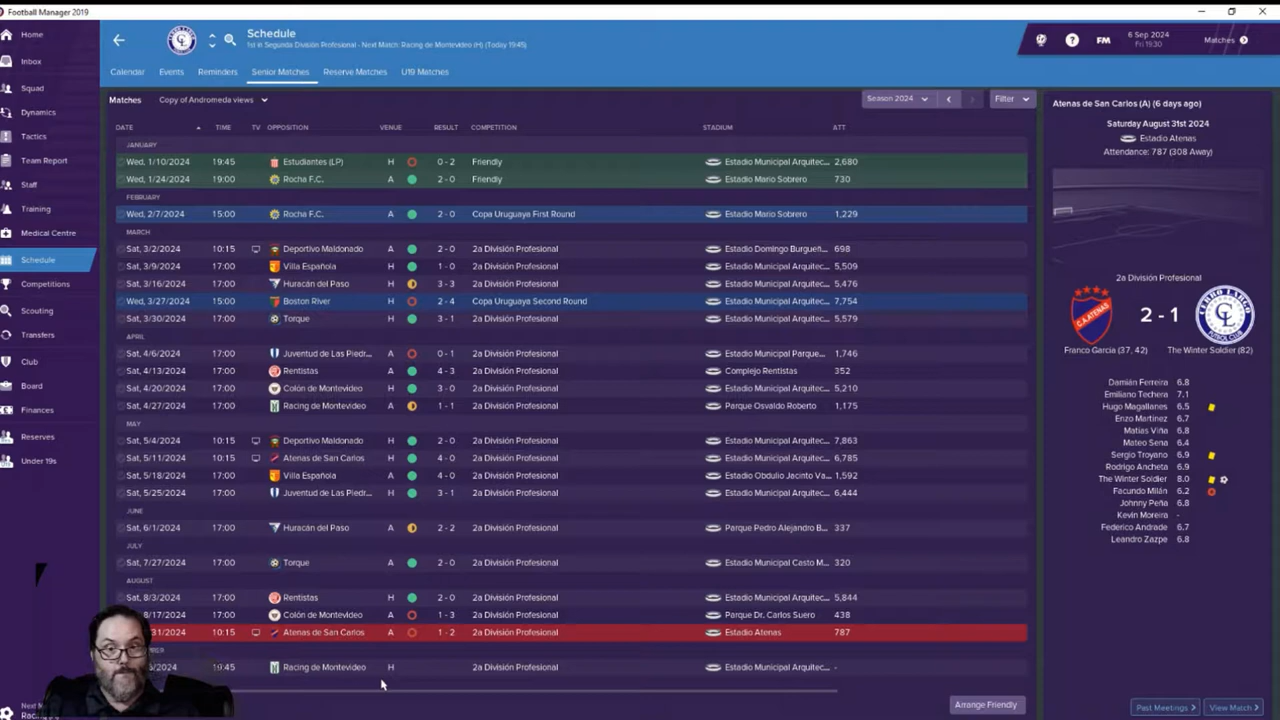 Football Manager 2019
Home
Inbox
Squad
Dynamics
Tactics
Team Report
Staff
Training
Medical Centre
Schedule
Competitions
Scouting
Transfers
Club
Board
Finances
Reserves
Under 19s
Schedule
1st in Segunda División Profesional - Next Match: Racing de Montevideo (H) (Today 19:45)
6 Sep 2024
Fri 19:30
FM
Matches
Calendar Events Reminders Senior Matches Reserve Matches U19 Matches
Matches Copy of Andromeda views Season 2024 Filter
DATE TIME TV OPPOSITION VENUE RESULT COMPETITION STADIUM ATT
JANUARY
Wed, 1/10/2024 19:45 Estudiantes (LP) H 0 - 2 Friendly Estadio Municipal Arquitec... 2,680
Wed, 1/24/2024 19:00 Rocha F.C. A 2 - 0 Friendly Estadio Mario Sobrero 730
FEBRUARY
Wed, 2/7/2024 15:00 Rocha F.C. A 2 - 0 Copa Uruguaya First Round Estadio Mario Sobrero 1,229
MARCH
Sat, 3/2/2024 10:15 Deportivo Maldonado A 2 - 0 2a División Profesional Estadio Domingo Burgueñ... 698
Sat, 3/9/2024 17:00 Villa Española H 1 - 0 2a División Profesional Estadio Municipal Arquitec... 5,509
Sat, 3/16/2024 17:00 Huracán del Paso H 3 - 3 2a División Profesional Estadio Municipal Arquitec... 5,476
Wed, 3/27/2024 15:00 Boston River H 2 - 4 Copa Uruguaya Second Round Estadio Municipal Arquitec... 7,754
Sat, 3/30/2024 17:00 Torque H 3 - 1 2a División Profesional Estadio Municipal Arquitec... 5,579
APRIL
Sat, 4/6/2024 17:00 Juventud de Las Piedr... A 0 - 1 2a División Profesional Estadio Municipal Parque... 1,746
Sat, 4/13/2024 17:00 Rentistas A 4 - 3 2a División Profesional Complejo Rentistas 352
Sat, 4/20/2024 17:00 Colón de Montevideo H 3 - 0 2a División Profesional Estadio Municipal Arquitec... 5,210
Sat, 4/27/2024 17:00 Racing de Montevideo A 1 - 1 2a División Profesional Parque Osvaldo Roberto 1,175
MAY
Sat, 5/4/2024 10:15 Deportivo Maldonado H 2 - 0 2a División Profesional Estadio Municipal Arquitec... 7,863
Sat, 5/11/2024 10:15 Atenas de San Carlos H 4 - 0 2a División Profesional Estadio Municipal Arquitec... 6,785
Sat, 5/18/2024 17:00 Villa Española A 4 - 0 2a División Profesional Estadio Obdulio Jacinto Va... 1,592
Sat, 5/25/2024 17:00 Juventud de Las Piedr... H 3 - 1 2a División Profesional Estadio Municipal Arquitec... 6,444
JUNE
Sat, 6/1/2024 17:00 Huracán del Paso A 2 - 2 2a División Profesional Parque Pedro Alejandro B... 337
JULY
Sat, 7/27/2024 17:00 Torque A 2 - 0 2a División Profesional Estadio Municipal Casto M... 320
AUGUST
Sat, 8/3/2024 17:00 Rentistas H 2 - 0 2a División Profesional Estadio Municipal Arquitec... 5,844
8/17/2024 17:00 Colón de Montevideo A 1 - 3 2a División Profesional Parque Dr. Carlos Suero 438
/31/2024 10:15 Atenas de San Carlos A 1 - 2 2a División Profesional Estadio Atenas 787
/2024 19:45 Racing de Montevideo H 2a División Profesional Estadio Municipal Arquitec... -
Arrange Friendly
Atenas de San Carlos (A) (6 days ago)
Saturday August 31st 2024
Estadio Atenas
Attendance: 787 (308 Away)
2a División Profesional
C.A. ATENAS
CERRO LARGO
CL
FUTBOL CLUB
2 - 1
Franco Garcia (37, 42) The Winter Soldier (82)
Damián Ferreira 6.8
Emiliano Techera 7.1
Hugo Magallanes 6.5
Enzo Martínez 6.7
Matías Viña 6.8
Mateo Sena 6.4
Sergio Troyano 6.9
Rodrigo Ancheta 6.9
The Winter Soldier 8.0
Facundo Milán 6.2
Johnny Peña 6.8
Kevin Moreira -
Federico Andrade 6.7
Leandro Zazpe 6.8
Past Meetings View Match
Next M
Racing